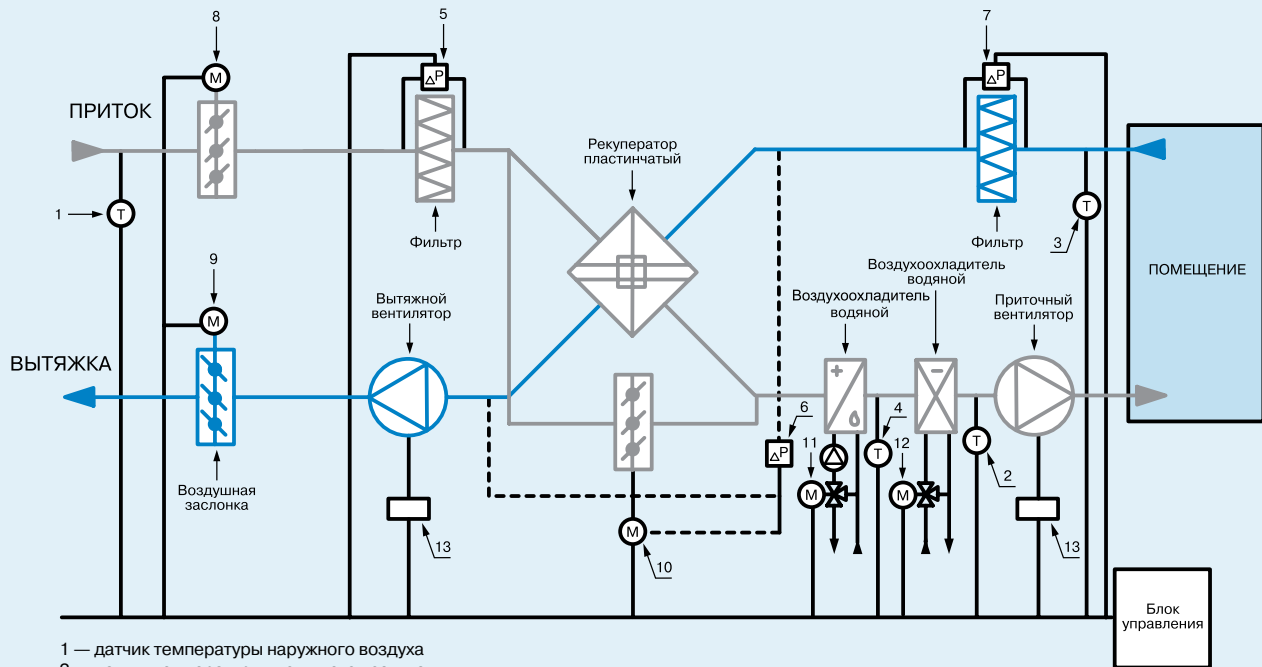 8
5
7
ПРИТОК
М
ΔP
ΔP
Рекуператор
пластинчатый
1
Т
Фильтр
Фильтр
Т
3
9
М
Вытяжной
вентилятор
Воздухоохладитель
водяной
Воздухоохладитель
водяной
Приточный
вентилятор
ПОМЕЩЕНИЕ
ВЫТЯЖКА
+
−
6
4
11
12
ΔP
Т
Т
2
М
М
Воздушная
заслонка
13
М
10
13
Блок
управления
1 — датчик температуры наружного воздуха